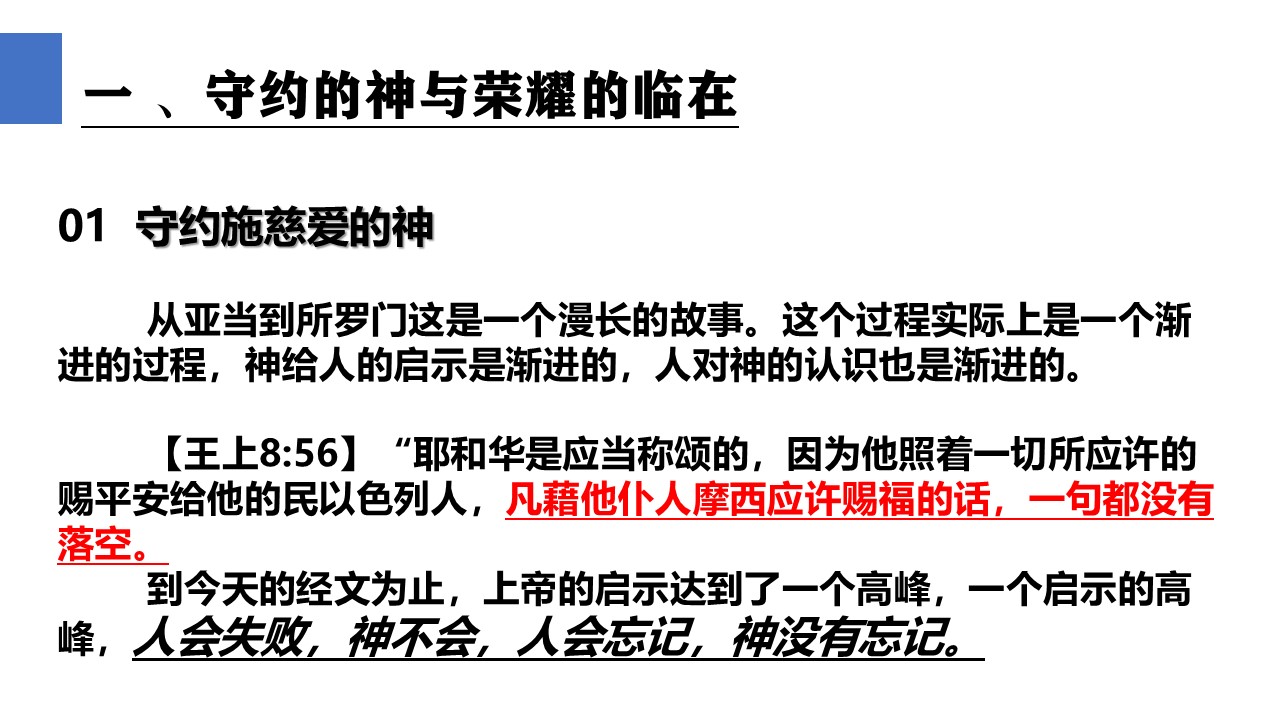 一 、守约的神与荣耀的临在
01 守约施慈爱的神
从亚当到所罗门这是一个漫长的故事。这个过程实际上是一个渐
进的过程，神给人的启示是渐进的，人对神的认识也是渐进的。
【王上8:56】“耶和华是应当称颂的，因为他照着一切所应许的
赐平安给他的民以色列人，凡藉他仆人摩西应许赐福的话，一句都没有
落空。
到今天的经文为止，上帝的启示达到了一个高峰，一个启示的高
峰，人会失败，神不会，人会忘记，神没有忘记。